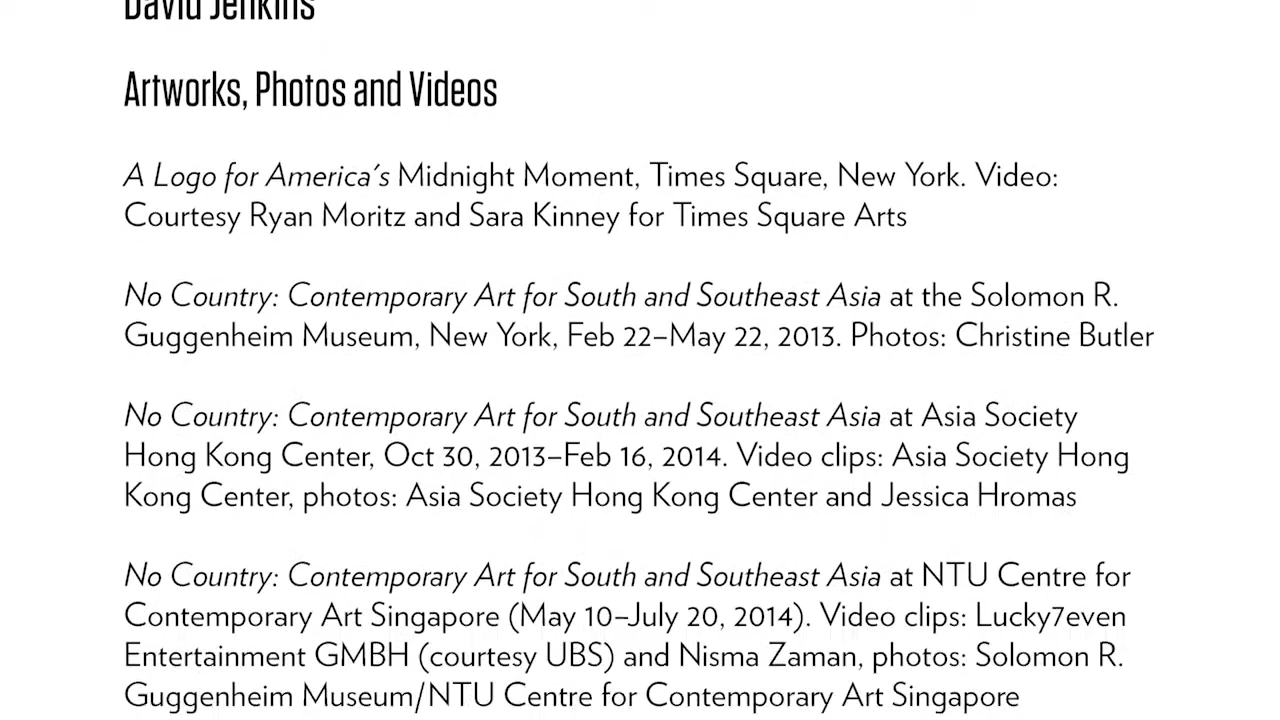 David Jenkins
Artworks, Photos and Videos
A Logo for America's Midnight Moment, Times Square, New York. Video:
Courtesy Ryan Moritz and Sara Kinney for Times Square Arts
No Country: Contemporary Art for South and Southeast Asia at the Solomon R.
Guggenheim Museum, New York, Feb 22–May 22, 2013. Photos: Christine Butler
No Country: Contemporary Art for South and Southeast Asia at Asia Society
Hong Kong Center, Oct 30, 2013–Feb 16, 2014. Video clips: Asia Society Hong
Kong Center, photos: Asia Society Hong Kong Center and Jessica Hromas
No Country: Contemporary Art for South and Southeast Asia at NTU Centre for
Contemporary Art Singapore (May 10–July 20, 2014). Video clips: Lucky7even
Entertainment GMBH (courtesy UBS) and Nisma Zaman, photos: Solomon R.
Guggenheim Museum/NTU Centre for Contemporary Art Singapore